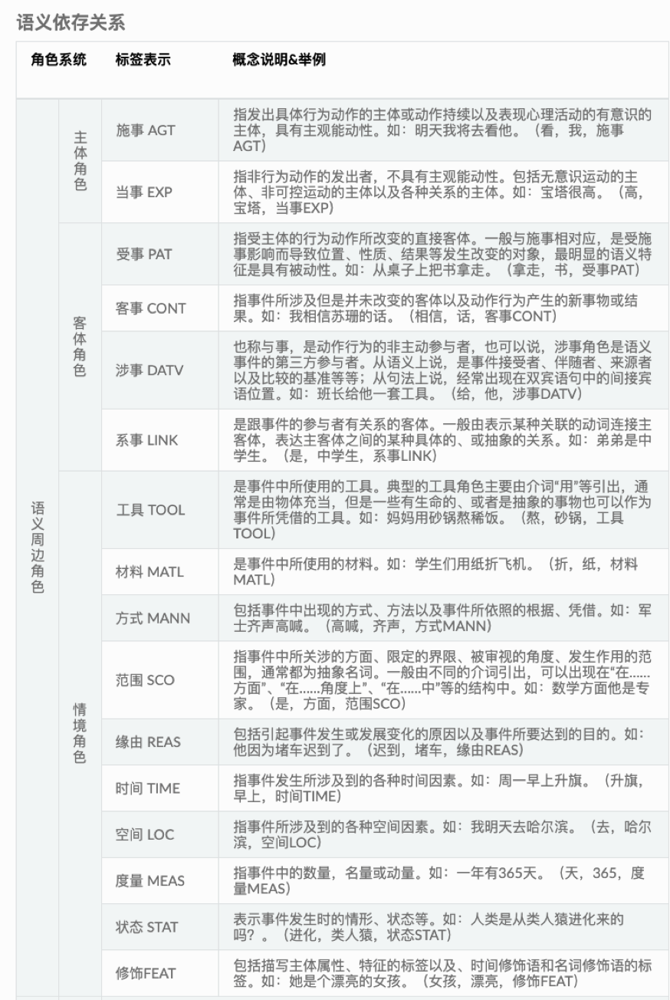 语义依存关系
角色系统 标签表示 概念说明&举例
语义周边角色
主体角色
施事 AGT
指发出具体行为动作的主体或动作持续以及表现心理活动的有意识的
主体，具有主观能动性。如：明天我将去看他。（看，我，施事
AGT）
当事 EXP
指非行为动作的发出者，不具有主观能动性。包括无意识运动的主
体、非可控运动的主体以及各种关系的主体。如：宝塔很高。（高，
宝塔，当事EXP）
客体角色
受事 PAT
指受主体的行为动作所改变的直接客体。一般与施事相对应，是受施
事影响而导致位置、性质、结果等发生改变的对象，最明显的语义特
征是具有被动性。如：从桌子上把书拿走。（拿走，书，受事PAT）
客事 CONT
指事件所涉及但是并未改变的客体以及动作行为产生的新事物或结
果。如：我相信苏珊的话。（相信，话，客事CONT）
涉事 DATV
也称与事，是动作行为的非主动参与者，也可以说，涉事角色是语义
事件的第三方参与者。从语义上说，是事件接受者、伴随者、来源者
以及比较的基准等等；从句法上说，经常出现在双宾语句中的间接宾
语位置。如：班长给他一套工具。（给，他，涉事DATV）
系事 LINK
是跟事件的参与者有关系的客体。一般由表示某种关联的动词连接主
客体，表达主客体之间的某种具体的、或抽象的关系。如：弟弟是中
学生。（是，中学生，系事LINK）
情境角色
工具 TOOL
是事件中所使用的工具。典型的工具角色主要由介词“用”等引出，通
常是由物体充当，但是一些有生命的、或者是抽象的事物也可以作为
事件所凭借的工具。如：妈妈用砂锅熬稀饭。（熬，砂锅，工具
TOOL）
材料 MATL
是事件中所使用的材料。如：学生们用纸折飞机。（折，纸，材料
MATL）
方式 MANN
包括事件中出现的方式、方法以及事件所依照的根据、凭借。如：军
士齐声高喊。（高喊，齐声，方式MANN）
范围 SCO
指事件中所关涉的方面、限定的界限、被审视的角度、发生作用的范
围，通常都为抽象名词。一般由不同的介词引出，可以出现在“在……
方面”、“在……角度上”、“在……中”等的结构中。如：数学方面他是专
家。（是，方面，范围SCO）
缘由 REAS
包括引起事件发生或发展变化的原因以及事件所要达到的目的。如：
他因为堵车迟到了。（迟到，堵车，缘由REAS）
时间 TIME
指事件发生所涉及到的各种时间因素。如：周一早上升旗。（升旗，
早上，时间TIME）
空间 LOC
指事件所涉及到的各种空间因素。如：我明天去哈尔滨。（去，哈尔
滨，空间LOC）
度量 MEAS
指事件中的数量，名量或动量。如：一年有365天。（天，365，度
量MEAS）
状态 STAT
表示事件发生时的情形、状态等。如：人类是从类人猿进化来的
吗？。（进化，类人猿，状态STAT）
修饰FEAT
包括描写主体属性、特征的标签以及、时间修饰语和名词修饰语的标
签。如：她是个漂亮的女孩。（女孩，漂亮，修饰FEAT）